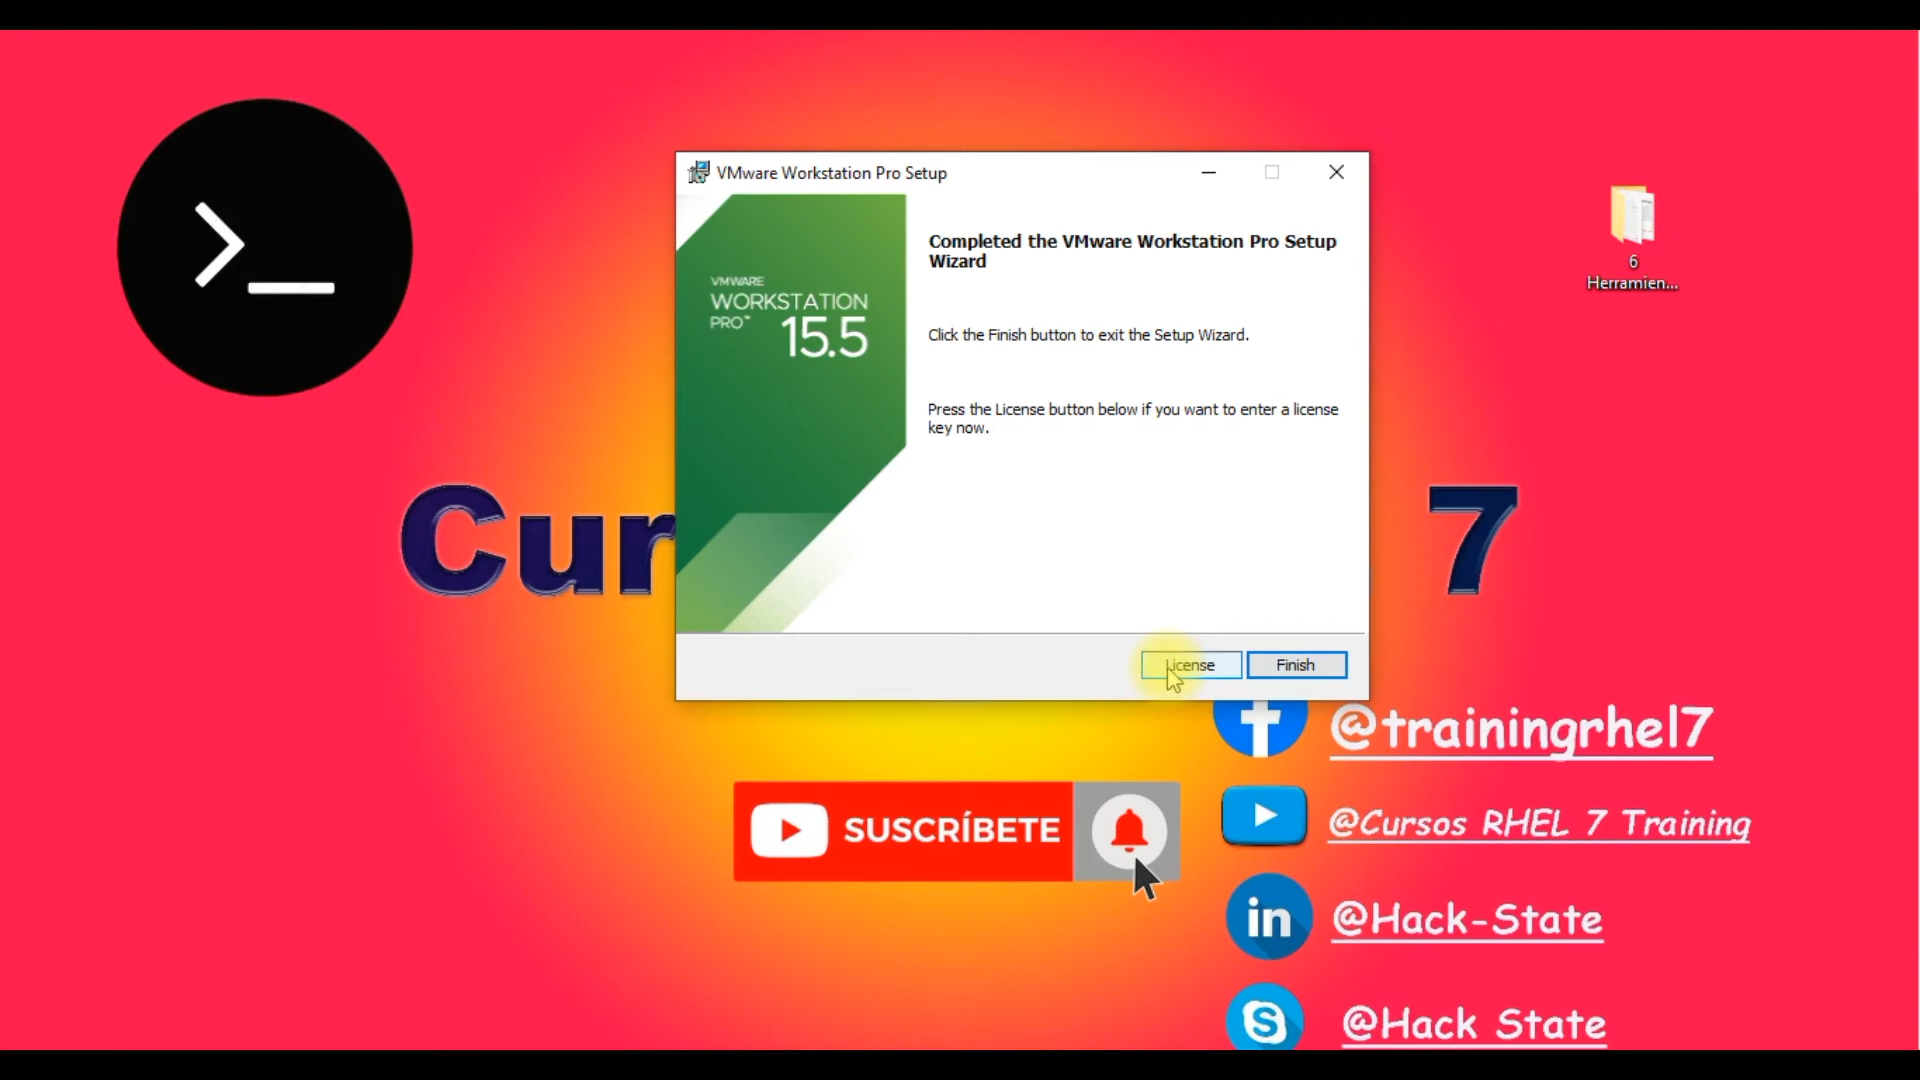 VMware Workstation Pro Setup
Completed the VMware Workstation Pro Setup
Wizard
VMWARE
WORKSTATION
PRO™ 15.5
Click the Finish button to exit the Setup Wizard.
Press the License button below if you want to enter a license
key now.
License
Finish
6
Herramien...
Cur
7
@trainingrhel7
SUSCRÍBETE
@Cursos RHEL 7 Training
in
@Hack-State
@Hack State